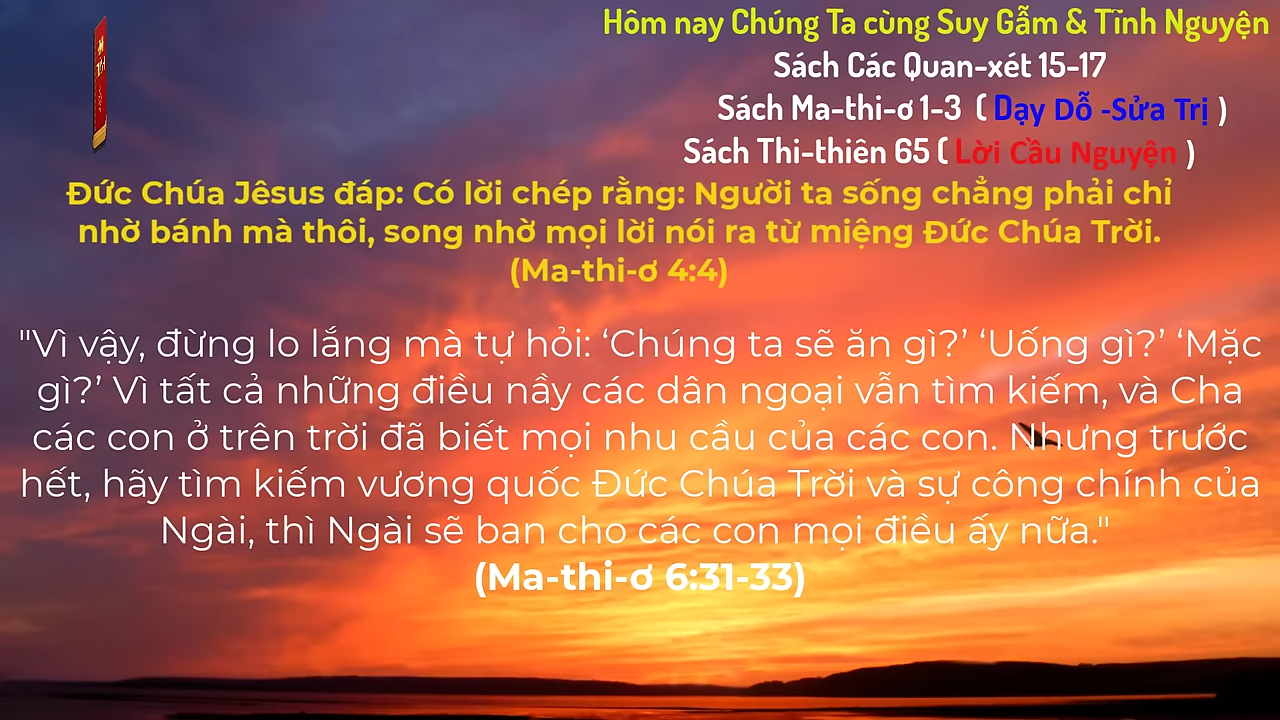 Hôm nay Chúng Ta cùng Suy Gẫm & Tĩnh Nguyện
Sách Các Quan-xét 15-17
Sách Ma-thi-ơ 1-3 ( Dạy Dỗ -Sửa Trị )
Sách Thi-thiên 65 ( Lời Cầu Nguyện )
Đức Chúa Jêsus đáp: Có lời chép rằng: Người ta sống chẳng phải chỉ
nhờ bánh mà thôi, song nhờ mọi lời nói ra từ miệng Đức Chúa Trời.
(Ma-thi-ơ 4:4)
"Vì vậy, đừng lo lắng mà tự hỏi: ‘Chúng ta sẽ ăn gì?’ ‘Uống gì?’ ‘Mặc
gì?’ Vì tất cả những điều nầy các dân ngoại vẫn tìm kiếm, và Cha
các con ở trên trời đã biết mọi nhu cầu của các con. Nhưng trước
hết, hãy tìm kiếm vương quốc Đức Chúa Trời và sự công chính của
Ngài, thì Ngài sẽ ban cho các con mọi điều ấy nữa."
(Ma-thi-ơ 6:31-33)